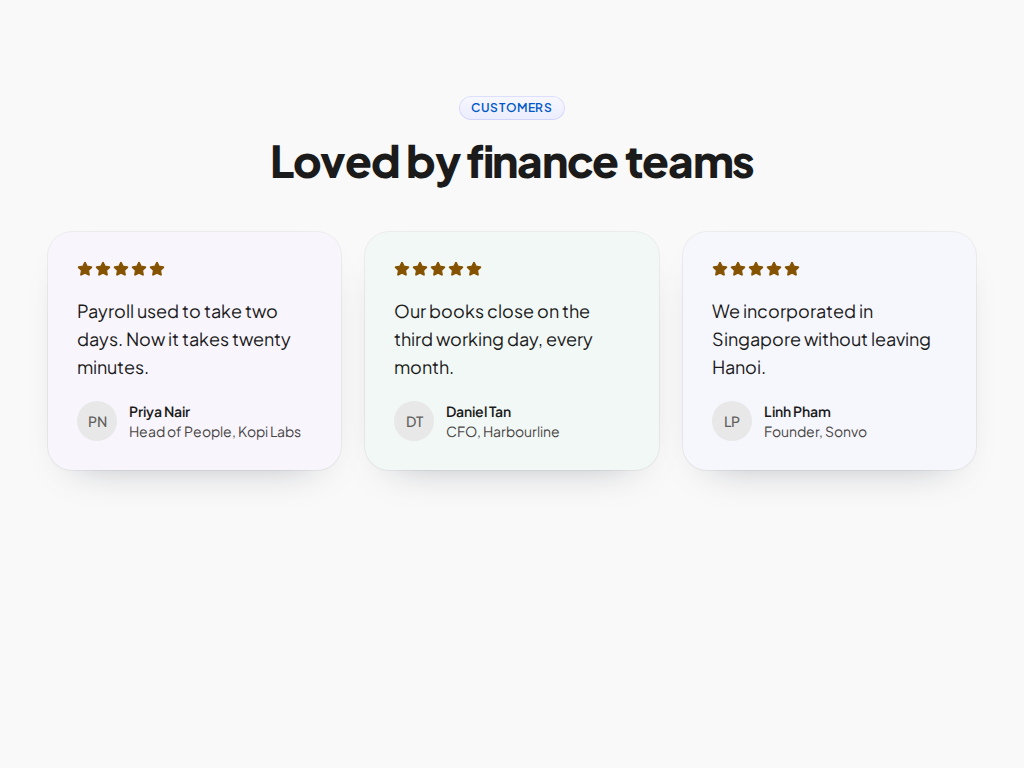 CUSTOMERS
Loved by finance teams
Payroll used to take two
days. Now it takes twenty
minutes.
PN
Priya Nair
Head of People, Kopi Labs
Our books close on the
third working day, every
month.
DT
Daniel Tan
CFO, Harbourline
We incorporated in
Singapore without leaving
Hanoi.
LP
Linh Pham
Founder, Sonvo